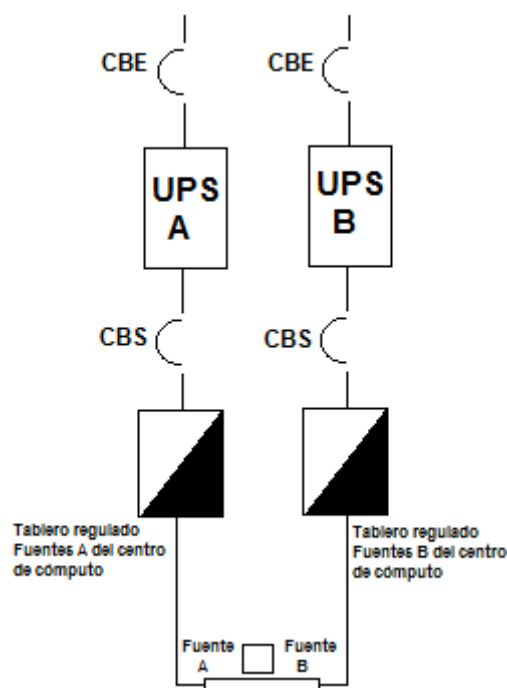 CBE
CBE
UPS
A
UPS
B
CBS
CBS
Tablero regulado
Fuentes A del centro
de cómputo
Tablero regulado
Fuentes B del centro
de cómputo
Fuente
A
Fuente
B